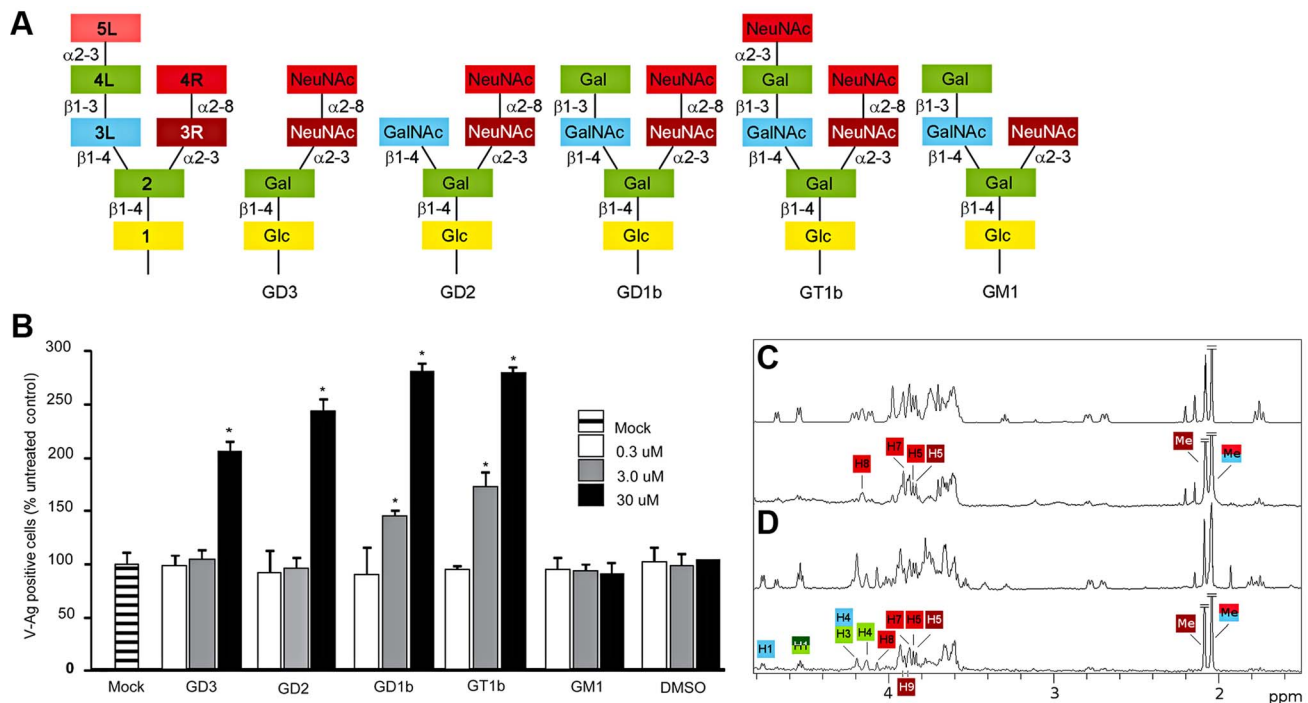 A
5L
α2-3
4L
4R
β1-3
α2-8
3L
3R
β1-4
α2-3
2
β1-4
1
NeuNAc
α2-8
NeuNAc
α2-3
Gal
β1-4
Glc
GD3
NeuNAc
α2-8
GalNAc
NeuNAc
β1-4
α2-3
Gal
β1-4
Glc
GD2
Gal
NeuNAc
β1-3
α2-8
GalNAc
NeuNAc
β1-4
α2-3
Gal
β1-4
Glc
GD1b
NeuNAc
α2-3
Gal
NeuNAc
β1-3
α2-8
GalNAc
NeuNAc
β1-4
α2-3
Gal
β1-4
Glc
GT1b
Gal
β1-3
GalNAc
NeuNAc
β1-4
α2-3
Gal
β1-4
Glc
GM1
B
V-Ag positive cells (% untreated control)
300
250
200
150
100
50
0
*
*
*
*
*
*
Mock
0.3 uM
3.0 uM
30 uM
Mock
GD3
GD2
GD1b
GT1b
GM1
DMSO
C
H8
H7
H5
H5
Me
Me
D
H1
H4
H3
H4
H8
H7
H5
H5
H9
Me
Me
4
3
2
ppm